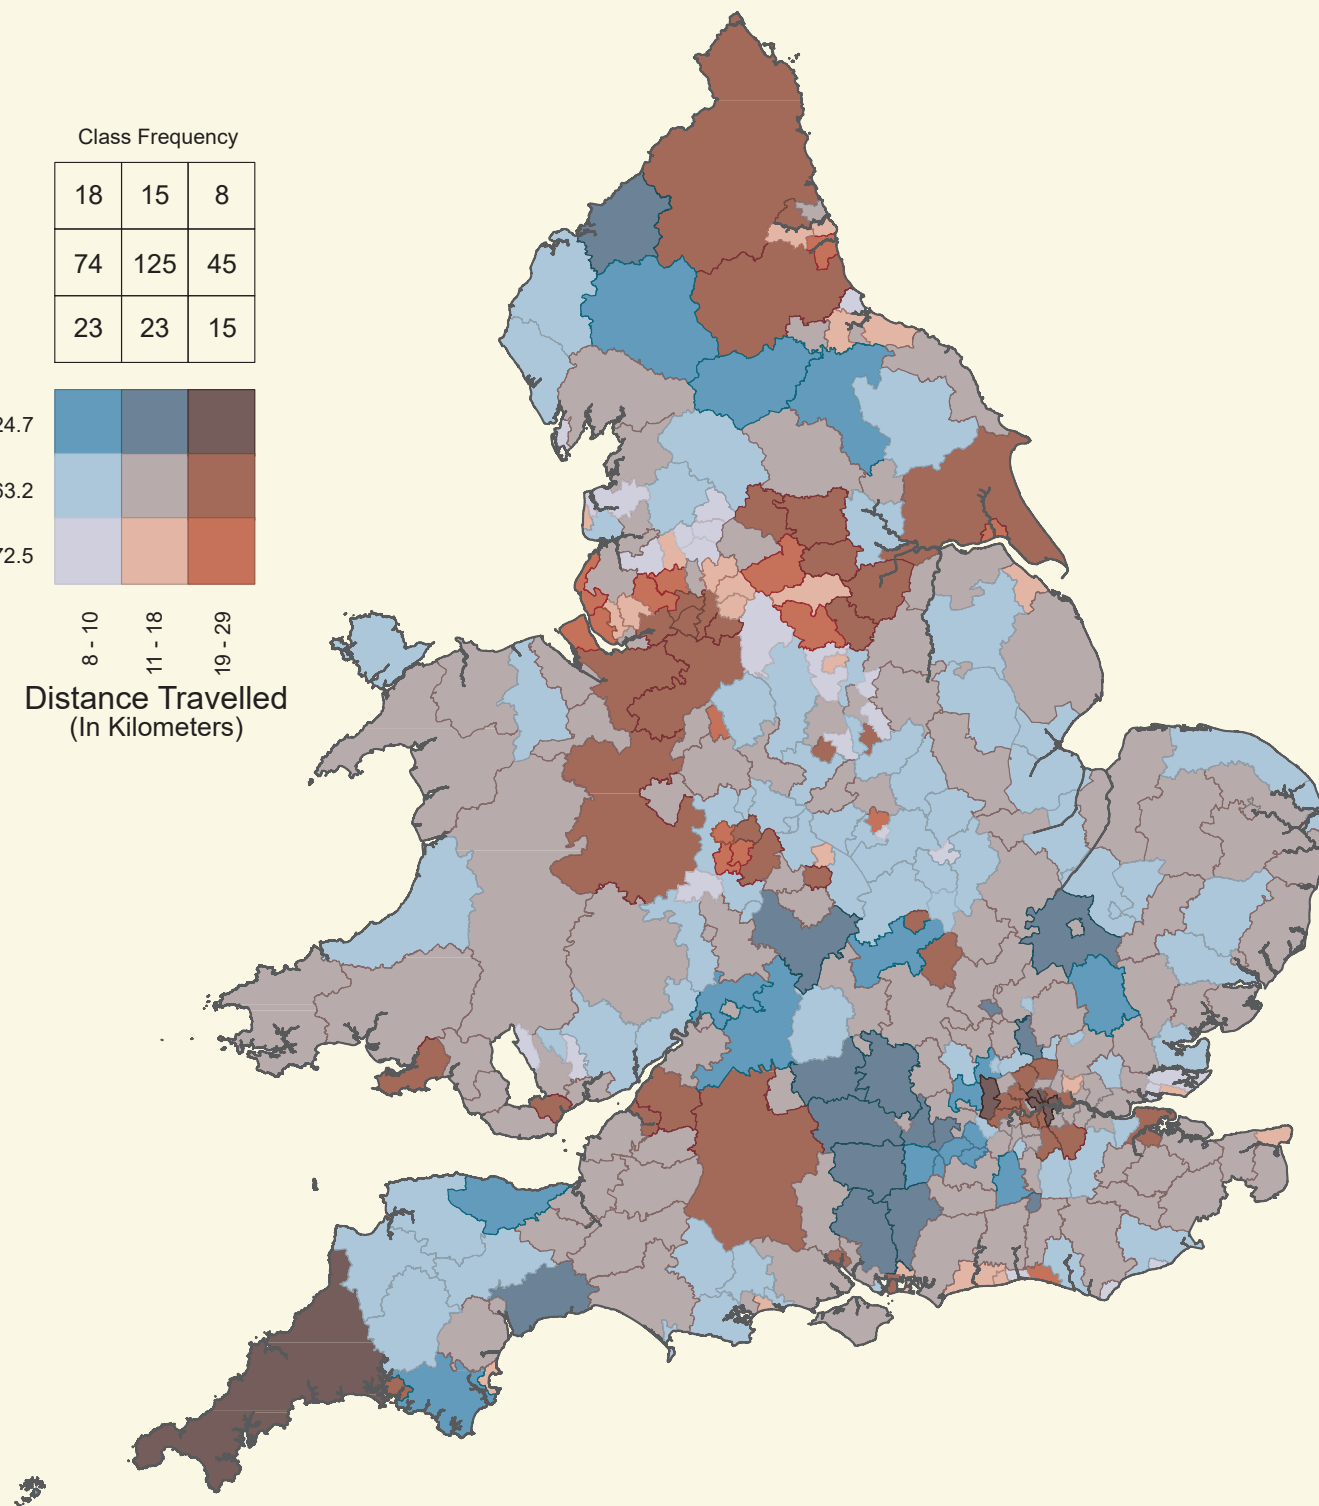 Class Frequency
18 15 8
74 125 45
23 23 15
24.7
63.2
72.5
8 - 10
11 - 18
19 - 29
Distance Travelled
(In Kilometers)